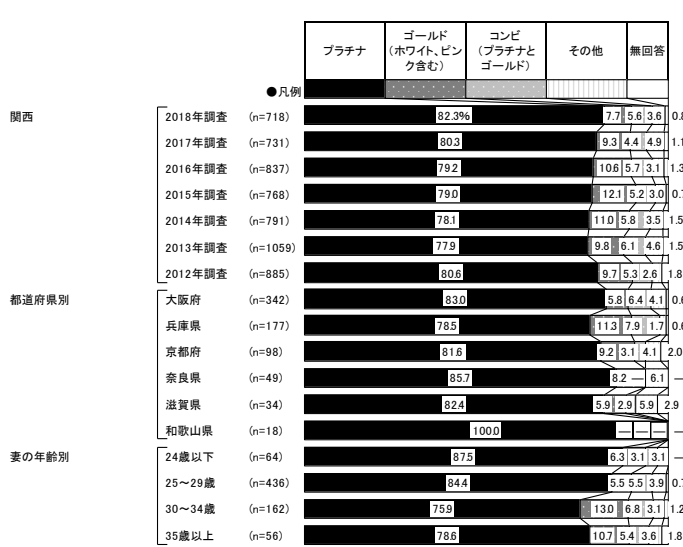 プラチナ
ゴールド
（ホワイト、ピン
ク含む）
コンビ
（プラチナと
ゴールド）
その他
無回答
●凡例
関西 2018年調査 （n=718） 82.3% 7.7 5.6 3.6 0.8
2017年調査 （n=731） 80.3 9.3 4.4 4.9 1.1
2016年調査 （n=837） 79.2 10.6 5.7 3.1 1.3
2015年調査 （n=768） 79.0 12.1 5.2 3.0 0.7
2014年調査 （n=791） 78.1 11.0 5.8 3.5 1.5
2013年調査 （n=1059） 77.9 9.8 6.1 4.6 1.5
2012年調査 （n=885） 80.6 9.7 5.3 2.6 1.8
都道府県別 大阪府 （n=342） 83.0 5.8 6.4 4.1 0.6
兵庫県 （n=177） 78.5 11.3 7.9 1.7 0.6
京都府 （n=98） 81.6 9.2 3.1 4.1 2.0
奈良県 （n=49） 85.7 8.2 — 6.1 —
滋賀県 （n=34） 82.4 5.9 2.9 5.9 2.9
和歌山県 （n=18） 100.0 — — — —
妻の年齢別 24歳以下 （n=64） 87.5 6.3 3.1 3.1 —
25～29歳 （n=436） 84.4 5.5 5.5 3.9 0.7
30～34歳 （n=162） 75.9 13.0 6.8 3.1 1.2
35歳以上 （n=56） 78.6 10.7 5.4 3.6 1.8